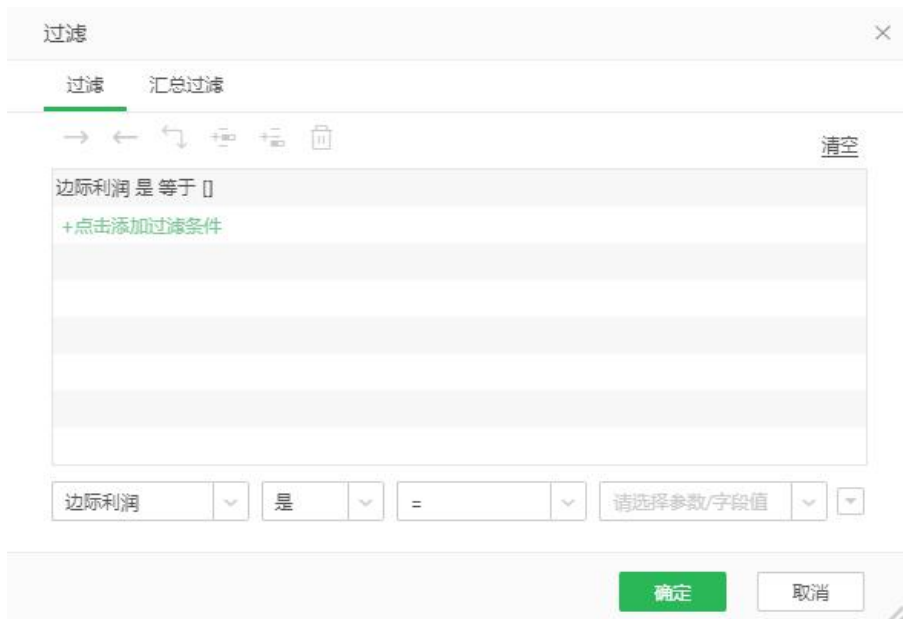 过滤
过滤 汇总过滤
清空
边际利润 是 等于 []
+点击添加过滤条件
边际利润 是 = 请选择参数/字段值
确定 取消